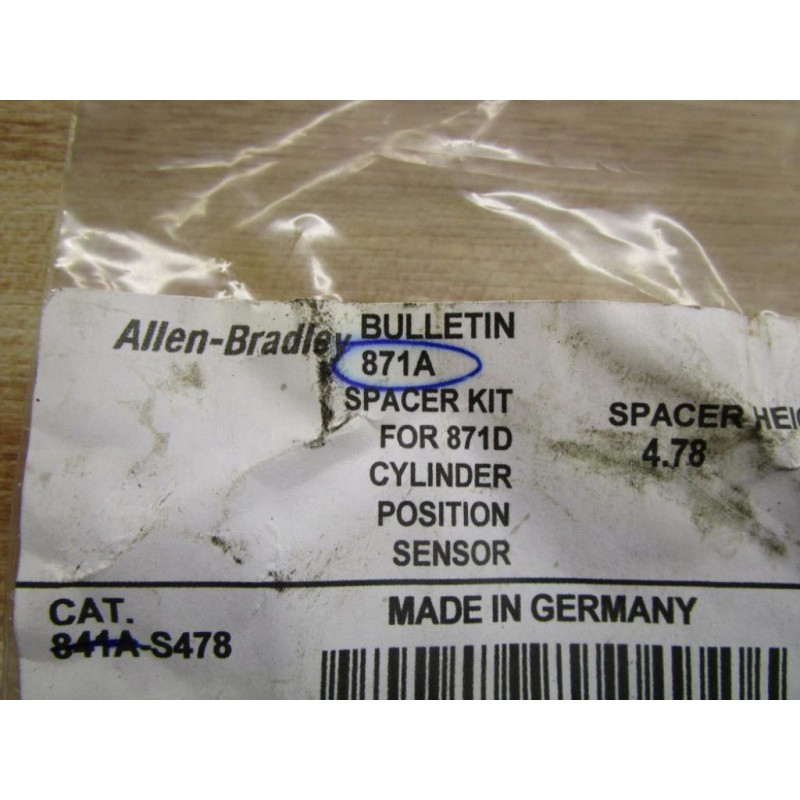 Allen-Bradley
BULLETIN
871A
SPACER KIT
FOR 871D
CYLINDER
POSITION
SENSOR
SPACER HEI
4.78
CAT.
841A-S478
MADE IN GERMANY